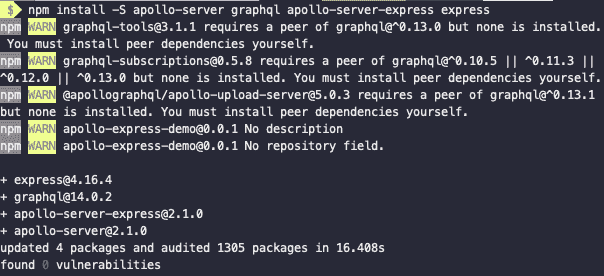 $ npm install -S apollo-server graphql apollo-server-express express
npm WARN graphql-tools@3.1.1 requires a peer of graphql@^0.13.0 but none is installed.
You must install peer dependencies yourself.
npm WARN graphql-subscriptions@0.5.8 requires a peer of graphql@^0.10.5 || ^0.11.3 ||
^0.12.0 || ^0.13.0 but none is installed. You must install peer dependencies yourself.
npm WARN @apollographql/apollo-upload-server@5.0.3 requires a peer of graphql@^0.13.1
but none is installed. You must install peer dependencies yourself.
npm WARN apollo-express-demo@0.0.1 No description
npm WARN apollo-express-demo@0.0.1 No repository field.
+ express@4.16.4
+ graphql@14.0.2
+ apollo-server-express@2.1.0
+ apollo-server@2.1.0
updated 4 packages and audited 1305 packages in 16.408s
found 0 vulnerabilities